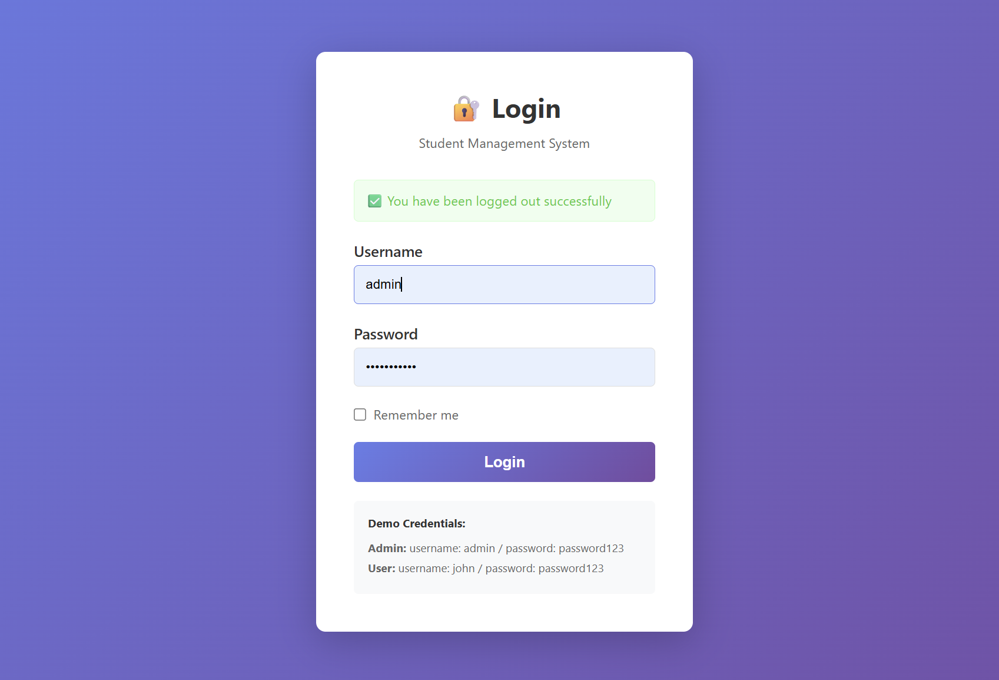 🔐 Login
Student Management System
✅ You have been logged out successfully
Username
admin
Password
•••••••••••
Remember me
Login
Demo Credentials:
Admin: username: admin / password: password123
User: username: john / password: password123